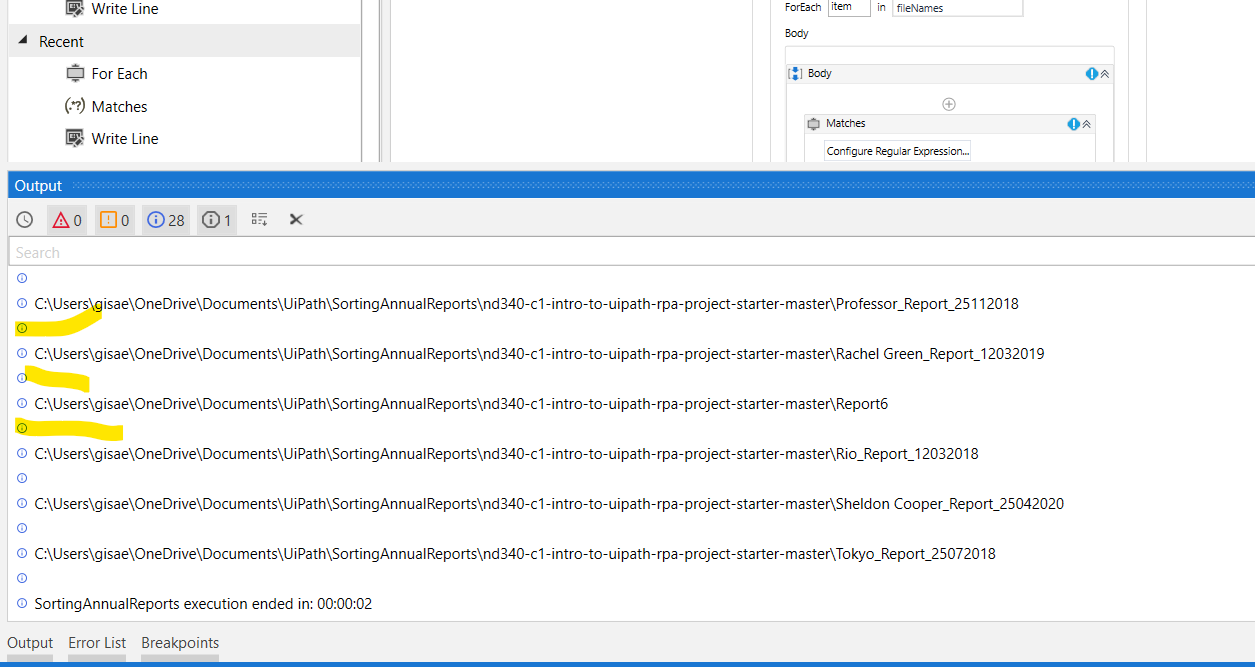 Write Line
Recent
For Each
Matches
Write Line
ForEach item in fileNames
Body
Body
Matches
Configure Regular Expression...
Output
0 0 28 1
Search
C:\Users\gisae\OneDrive\Documents\UiPath\SortingAnnualReports\nd340-c1-intro-to-uipath-rpa-project-starter-master\Professor_Report_25112018
C:\Users\gisae\OneDrive\Documents\UiPath\SortingAnnualReports\nd340-c1-intro-to-uipath-rpa-project-starter-master\Rachel Green_Report_12032019
C:\Users\gisae\OneDrive\Documents\UiPath\SortingAnnualReports\nd340-c1-intro-to-uipath-rpa-project-starter-master\Report6
C:\Users\gisae\OneDrive\Documents\UiPath\SortingAnnualReports\nd340-c1-intro-to-uipath-rpa-project-starter-master\Rio_Report_12032018
C:\Users\gisae\OneDrive\Documents\UiPath\SortingAnnualReports\nd340-c1-intro-to-uipath-rpa-project-starter-master\Sheldon Cooper_Report_25042020
C:\Users\gisae\OneDrive\Documents\UiPath\SortingAnnualReports\nd340-c1-intro-to-uipath-rpa-project-starter-master\Tokyo_Report_25072018
SortingAnnualReports execution ended in: 00:00:02
Output Error List Breakpoints